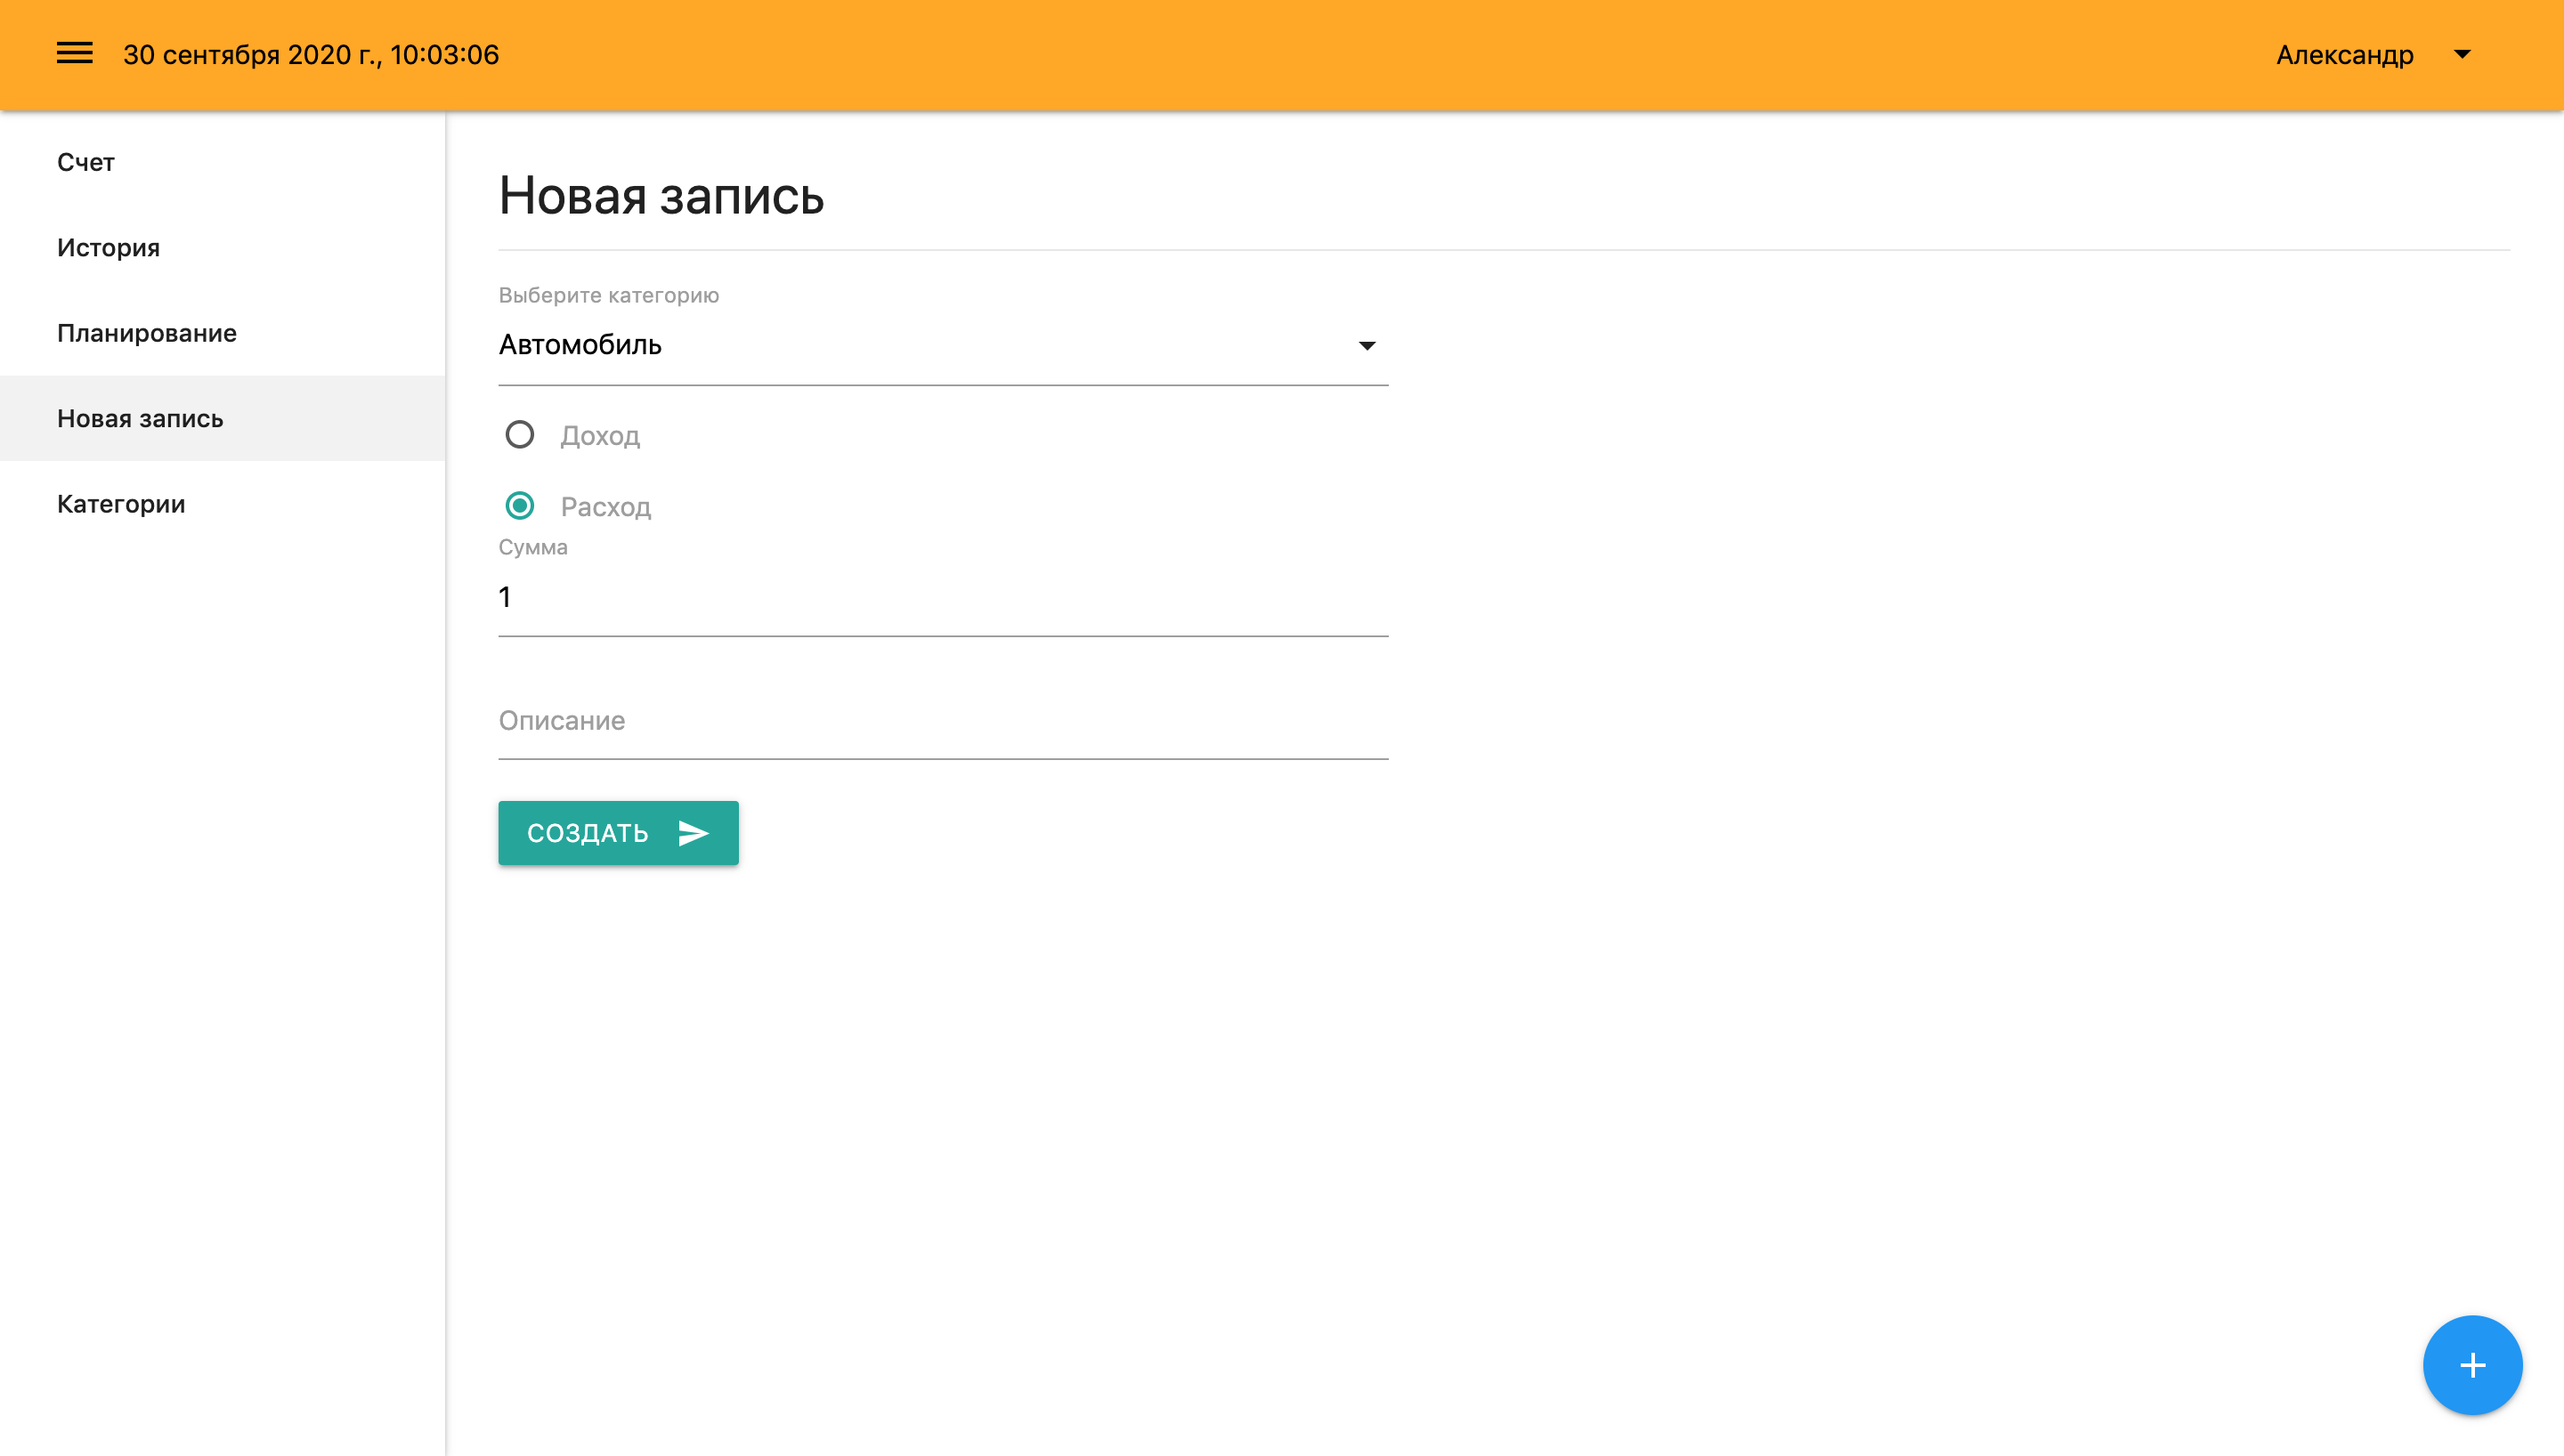 30 сентября 2020 г., 10:03:06
Александр
Счет
История
Планирование
Новая запись
Категории
Новая запись
Выберите категорию
Автомобиль
Доход
Расход
Сумма
1
Описание
СОЗДАТЬ